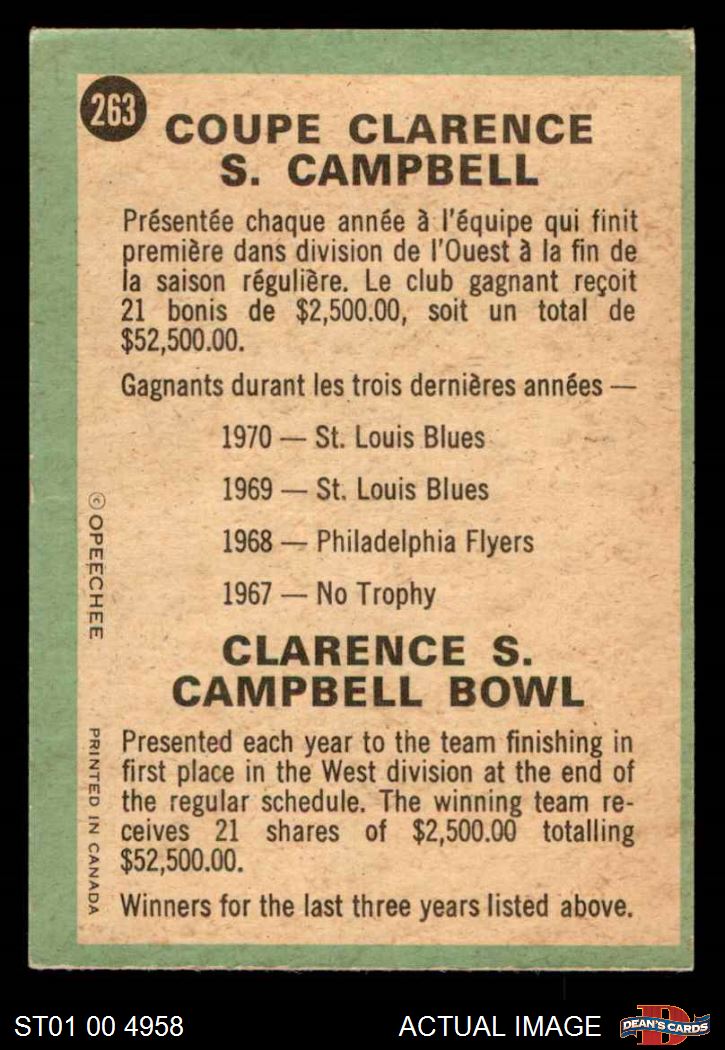 263
COUPE CLARENCE
S. CAMPBELL
Présentée chaque année à l'équipe qui finit
première dans division de l'Ouest à la fin de
la saison régulière. Le club gagnant reçoit
21 bonis de $2,500.00, soit un total de
$52,500.00.
Gagnants durant les trois dernières années —
1970 — St. Louis Blues
1969 — St. Louis Blues
1968 — Philadelphia Flyers
1967 — No Trophy
CLARENCE S.
CAMPBELL BOWL
Presented each year to the team finishing in
first place in the West division at the end of
the regular schedule. The winning team re-
ceives 21 shares of $2,500.00 totalling
$52,500.00.
Winners for the last three years listed above.
© OPEECHEE
PRINTED IN CANADA
ST01 00 4958
ACTUAL IMAGE
D
DEAN'S CARDS